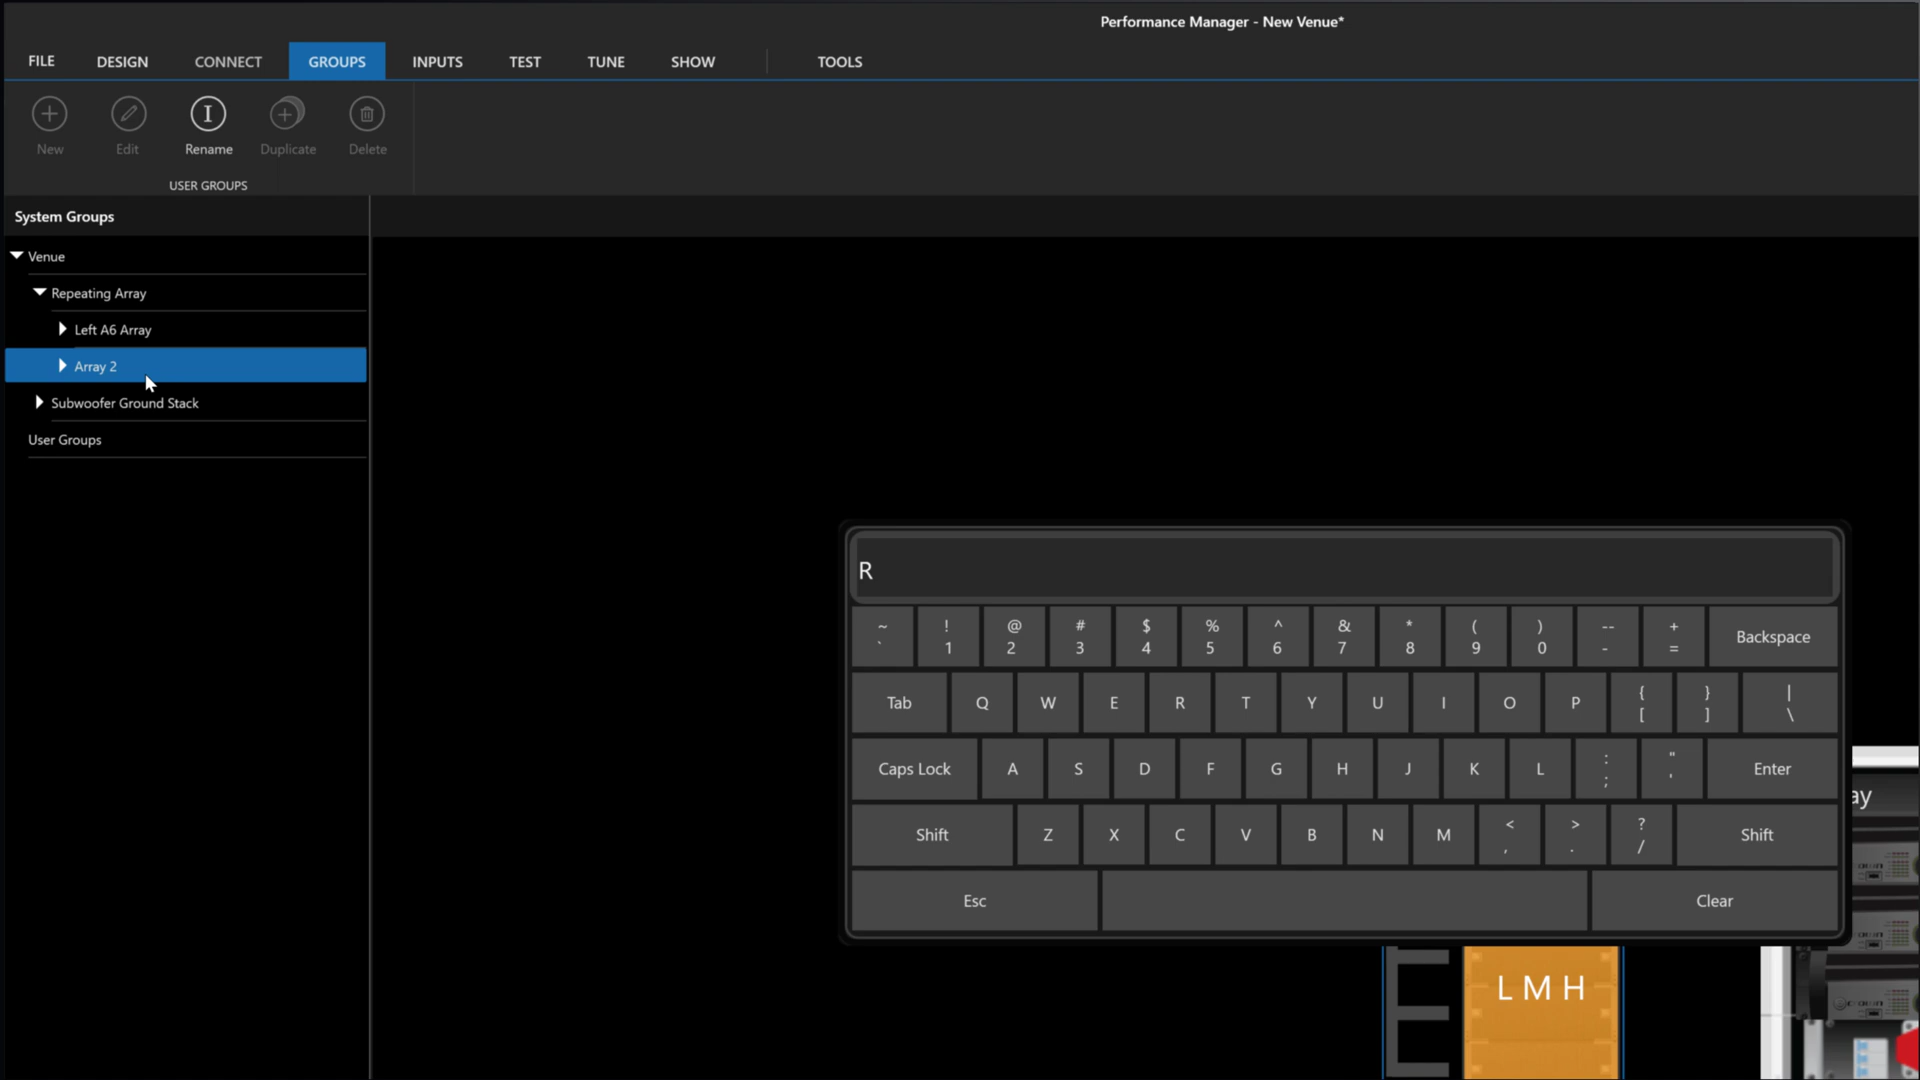 Performance Manager - New Venue*
FILE DESIGN CONNECT GROUPS INPUTS TEST TUNE SHOW TOOLS
New Edit Rename Duplicate Delete
USER GROUPS
System Groups
Venue
Repeating Array
Left A6 Array
Array 2
Subwoofer Ground Stack
User Groups
R
~ ! @ # $ % ^ & * ( ) -- + Backspace
` 1 2 3 4 5 6 7 8 9 0 - =
Tab Q W E R T Y U I O P { } |
[ ] \
Caps Lock A S D F G H J K L : " Enter
; '
Shift Z X C V B N M < > ? Shift
, . /
Esc Clear
ay
L M H